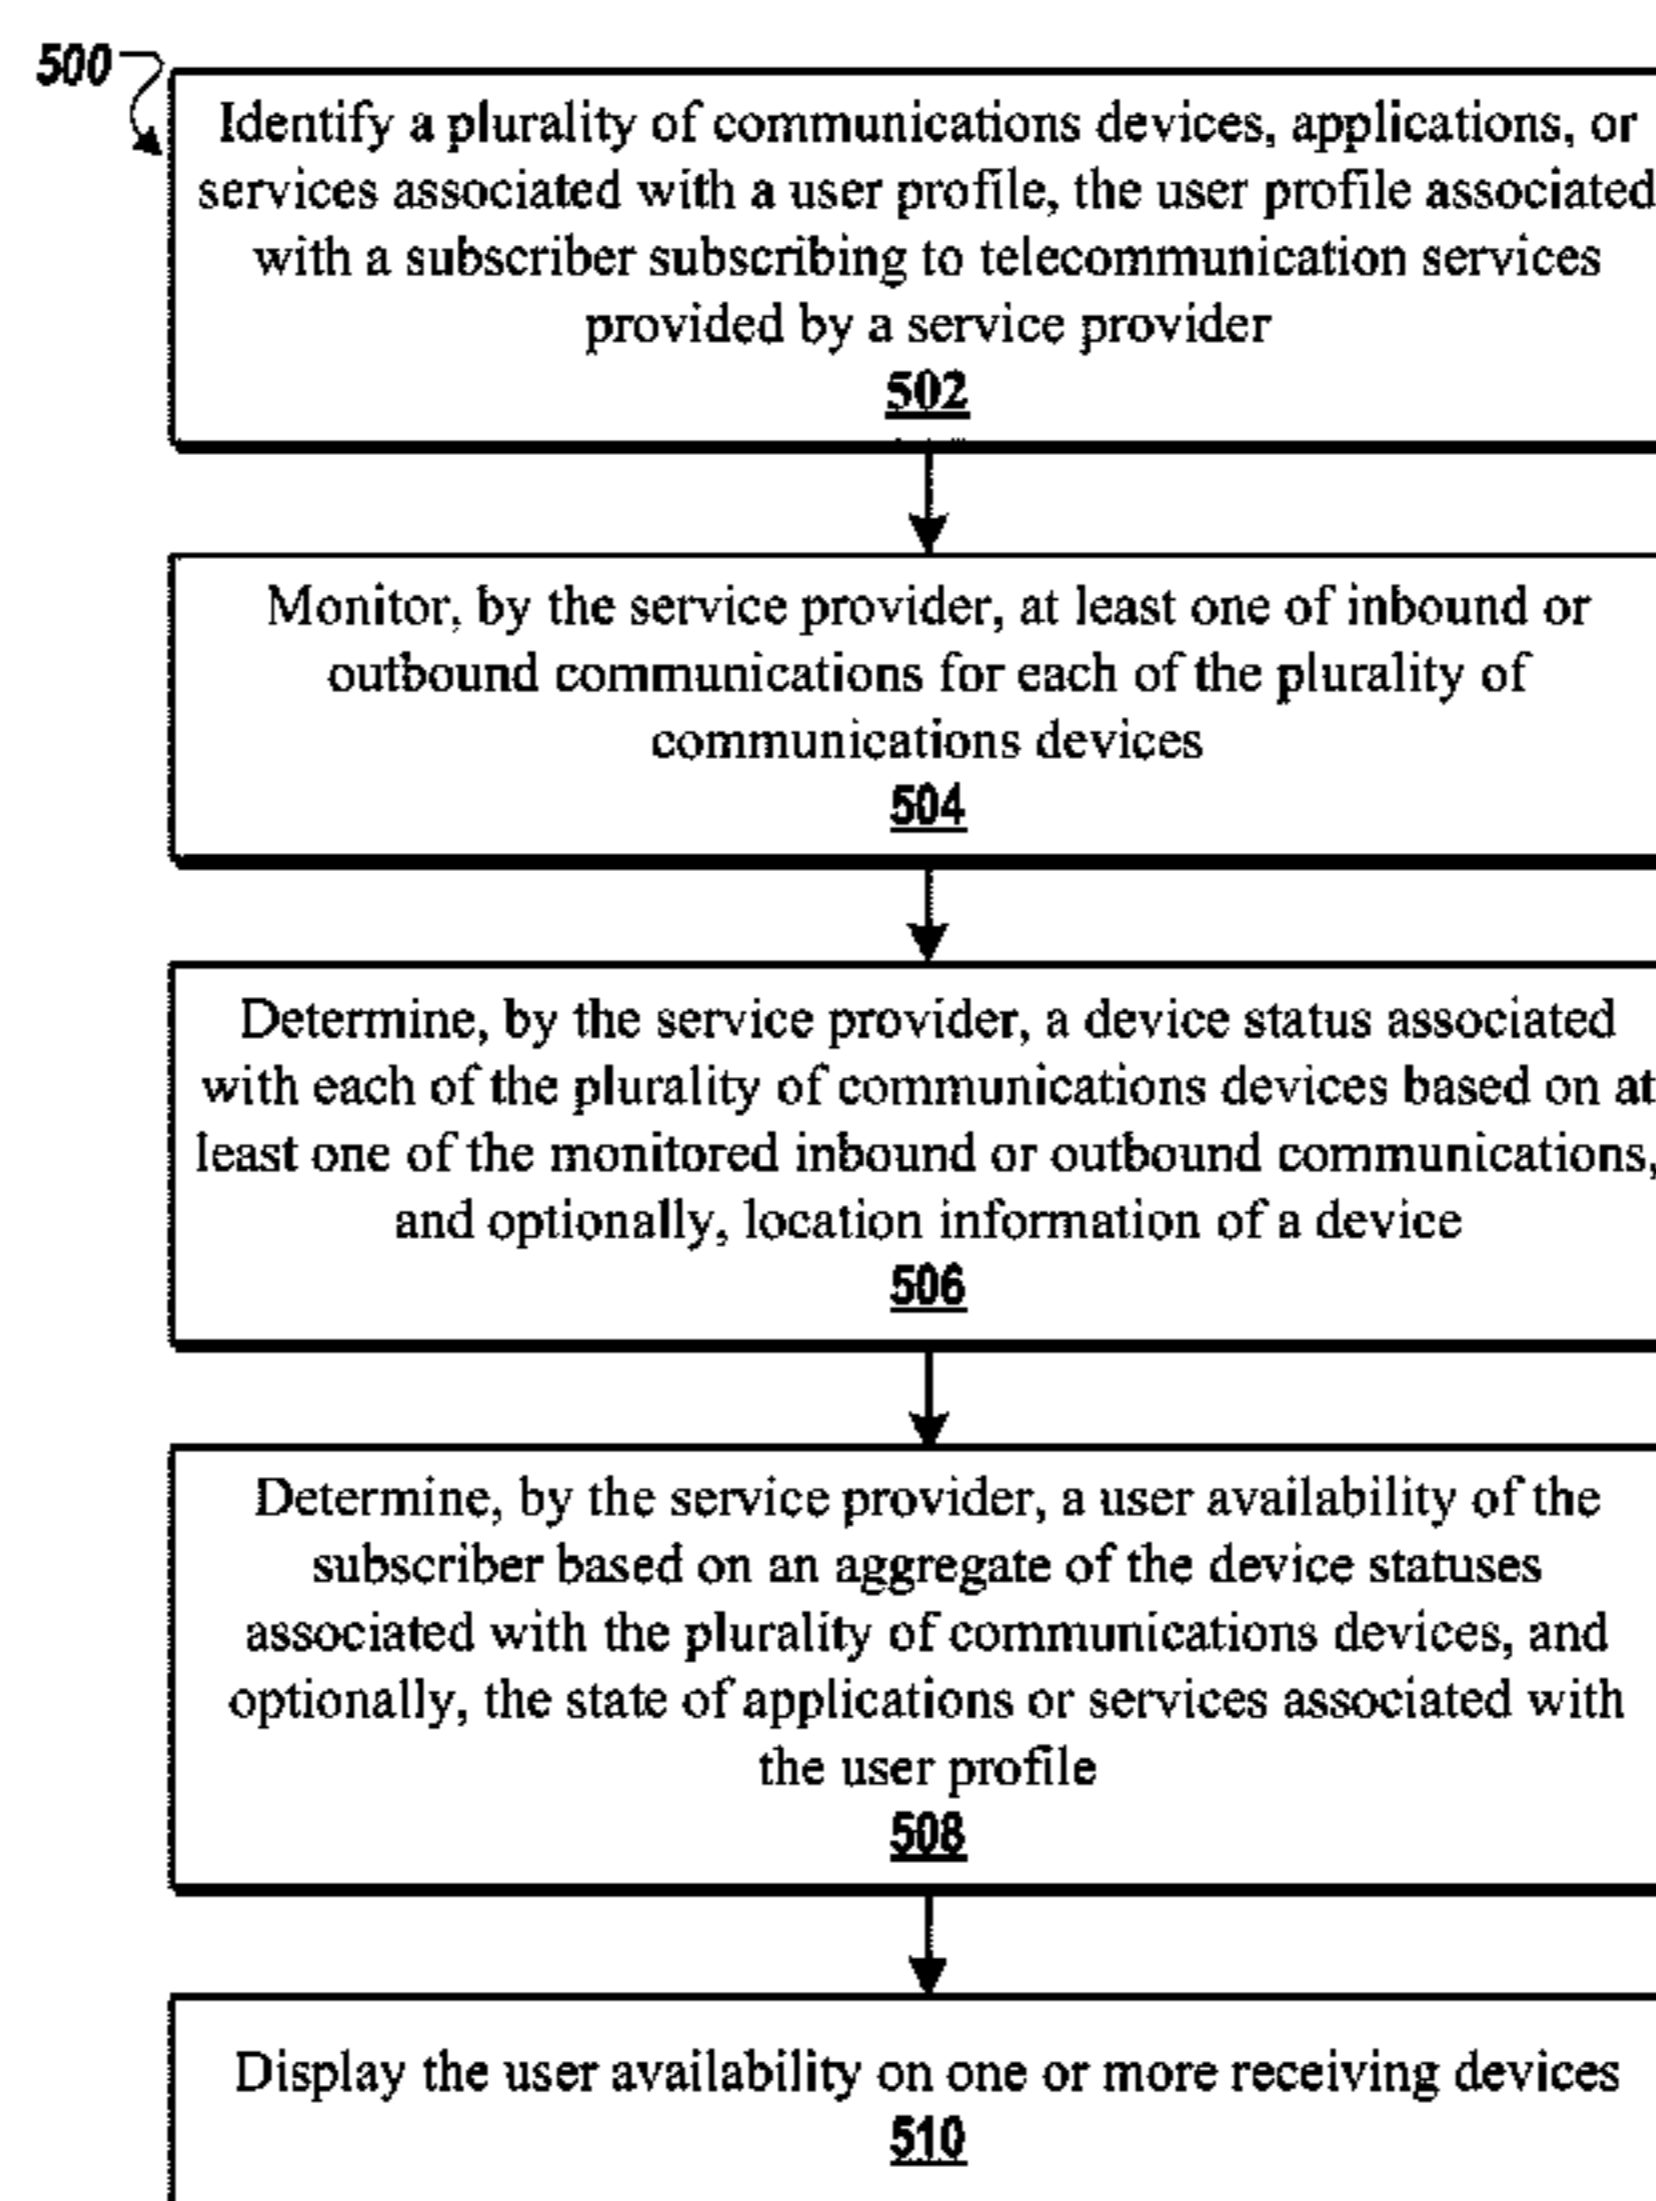 500
Identify a plurality of communications devices, applications, or
services associated with a user profile, the user profile associated
with a subscriber subscribing to telecommunication services
provided by a service provider
502
Monitor, by the service provider, at least one of inbound or
outbound communications for each of the plurality of
communications devices
504
Determine, by the service provider, a device status associated
with each of the plurality of communications devices based on at
least one of the monitored inbound or outbound communications,
and optionally, location information of a device
506
Determine, by the service provider, a user availability of the
subscriber based on an aggregate of the device statuses
associated with the plurality of communications devices, and
optionally, the state of applications or services associated with
the user profile
508
Display the user availability on one or more receiving devices
510